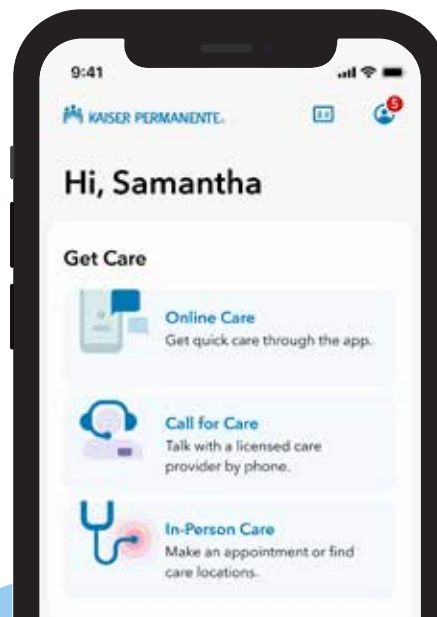 9:41
KAISER PERMANENTE®
5
Hi, Samantha
Get Care
Online Care
Get quick care through the app.
Call for Care
Talk with a licensed care
provider by phone.
In-Person Care
Make an appointment or find
care locations.